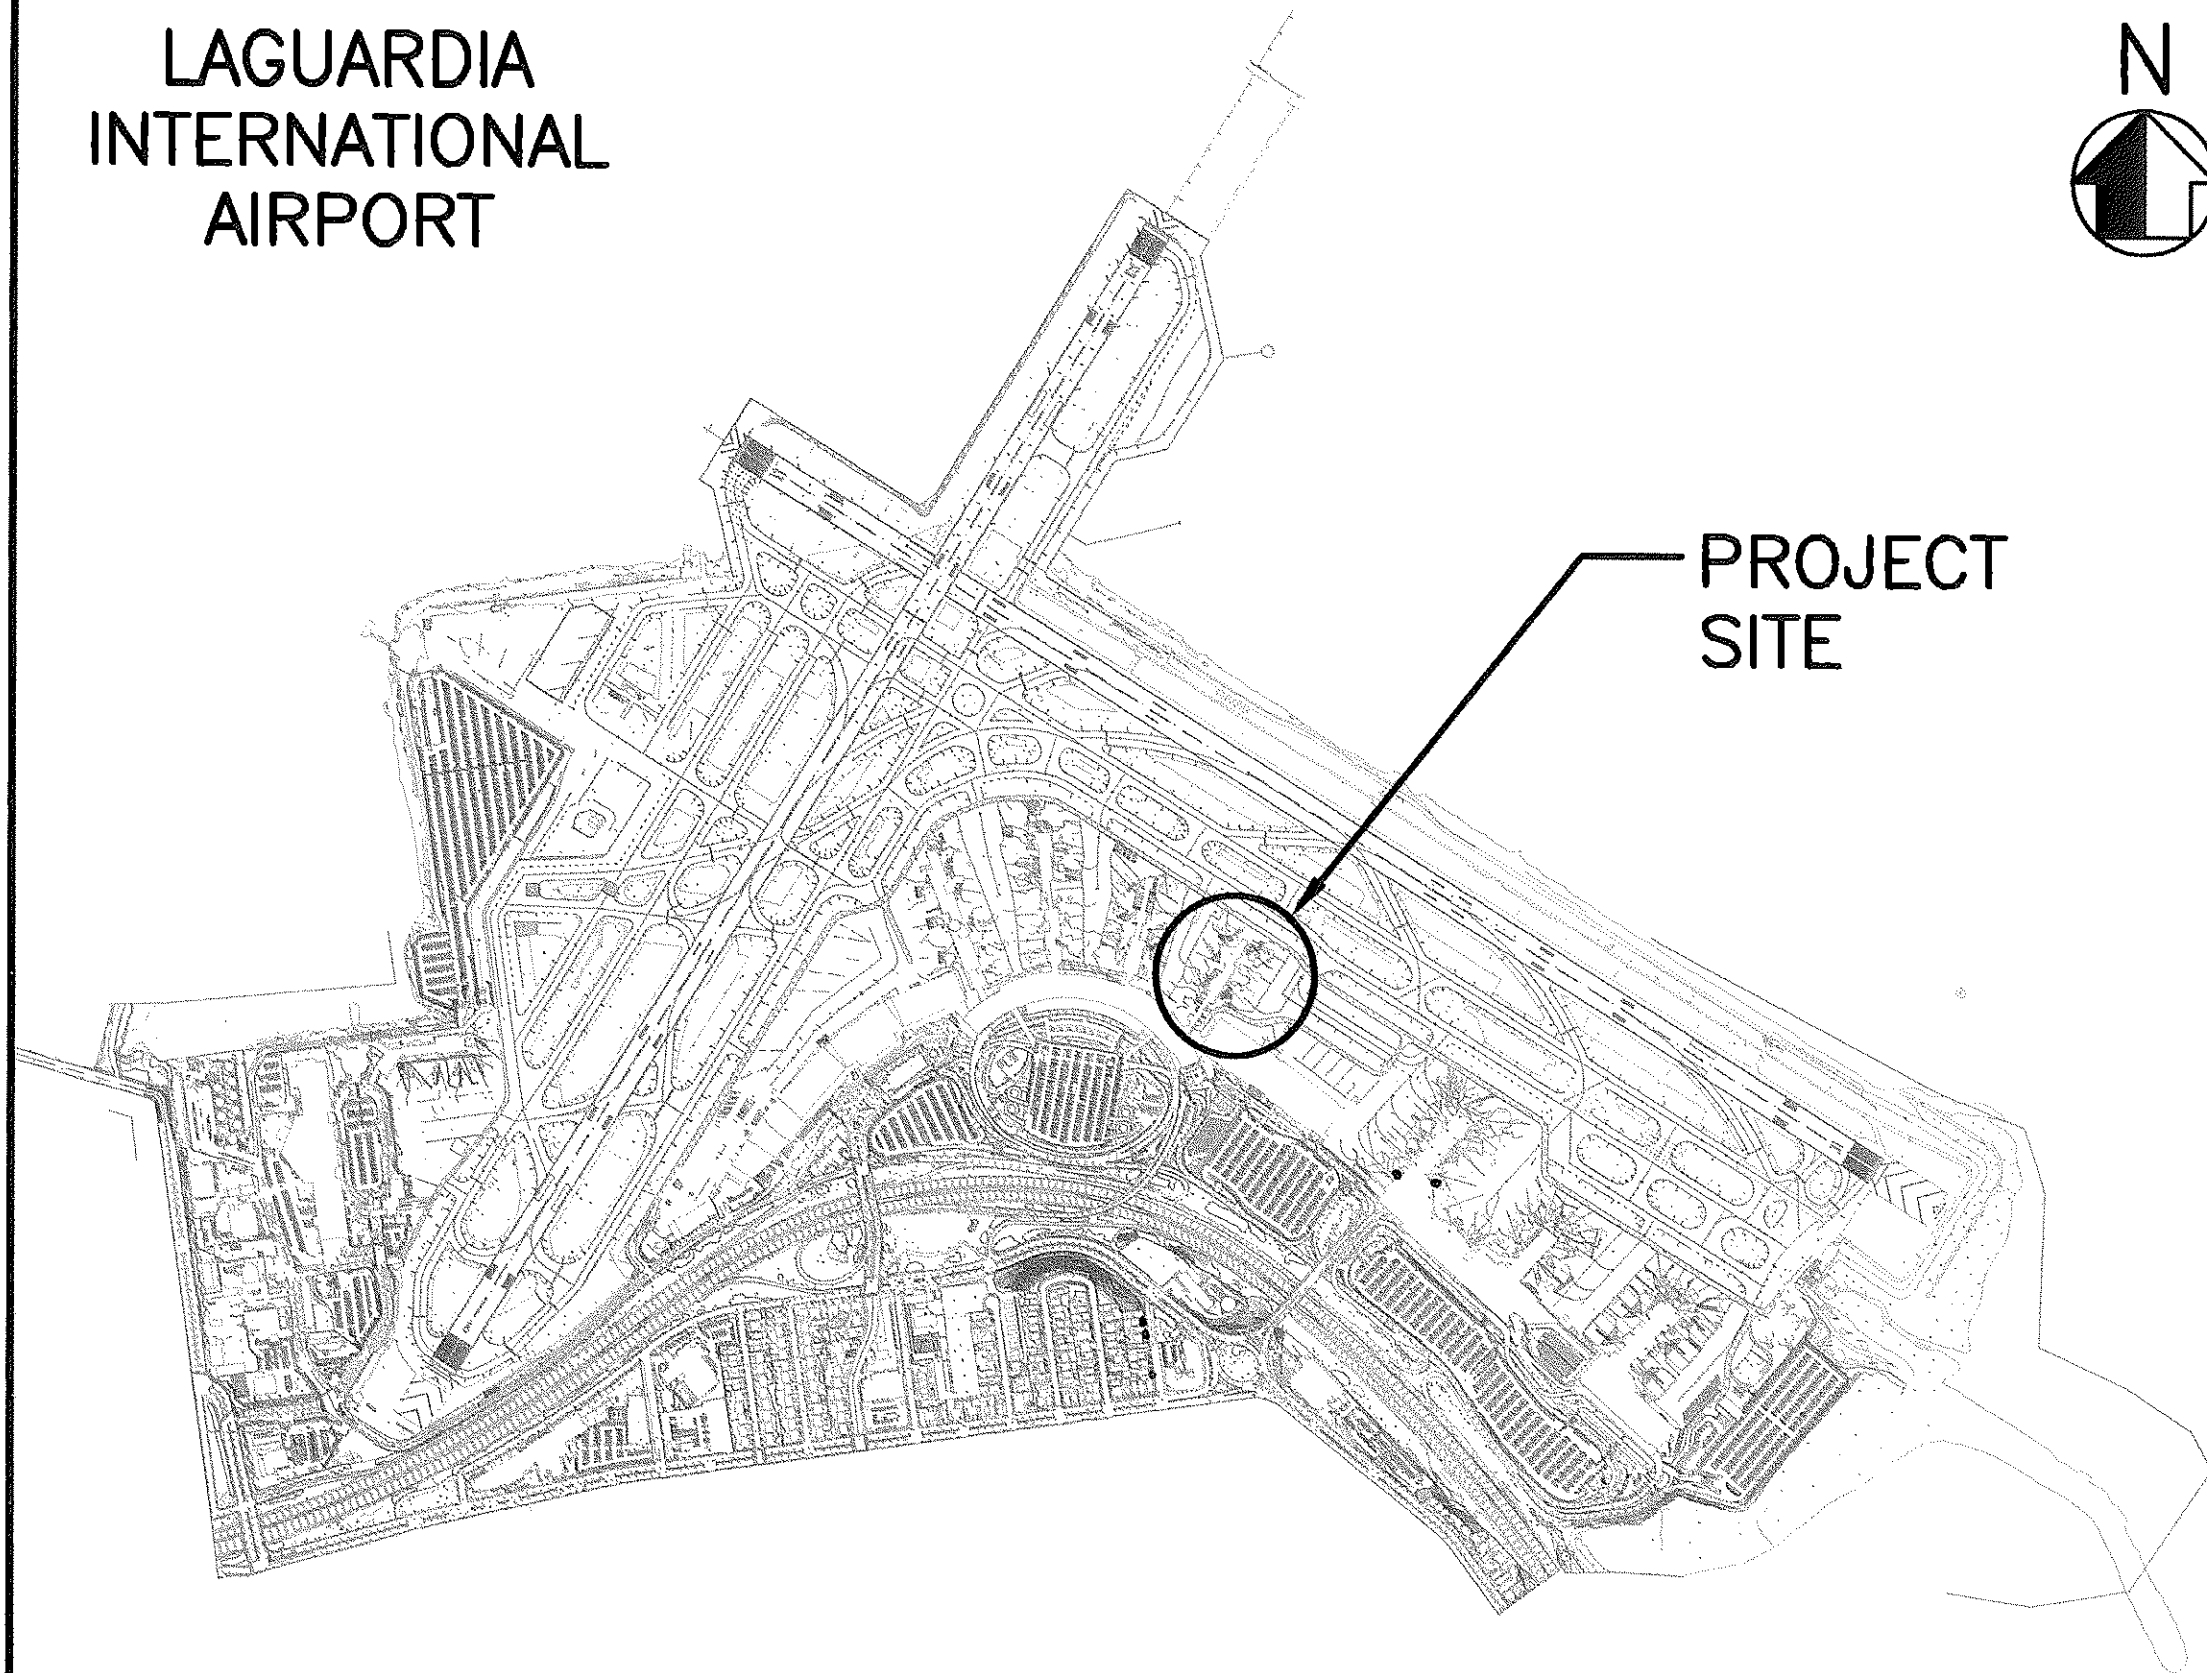 LAGUARDIA
INTERNATIONAL
AIRPORT
N
PROJECT
SITE